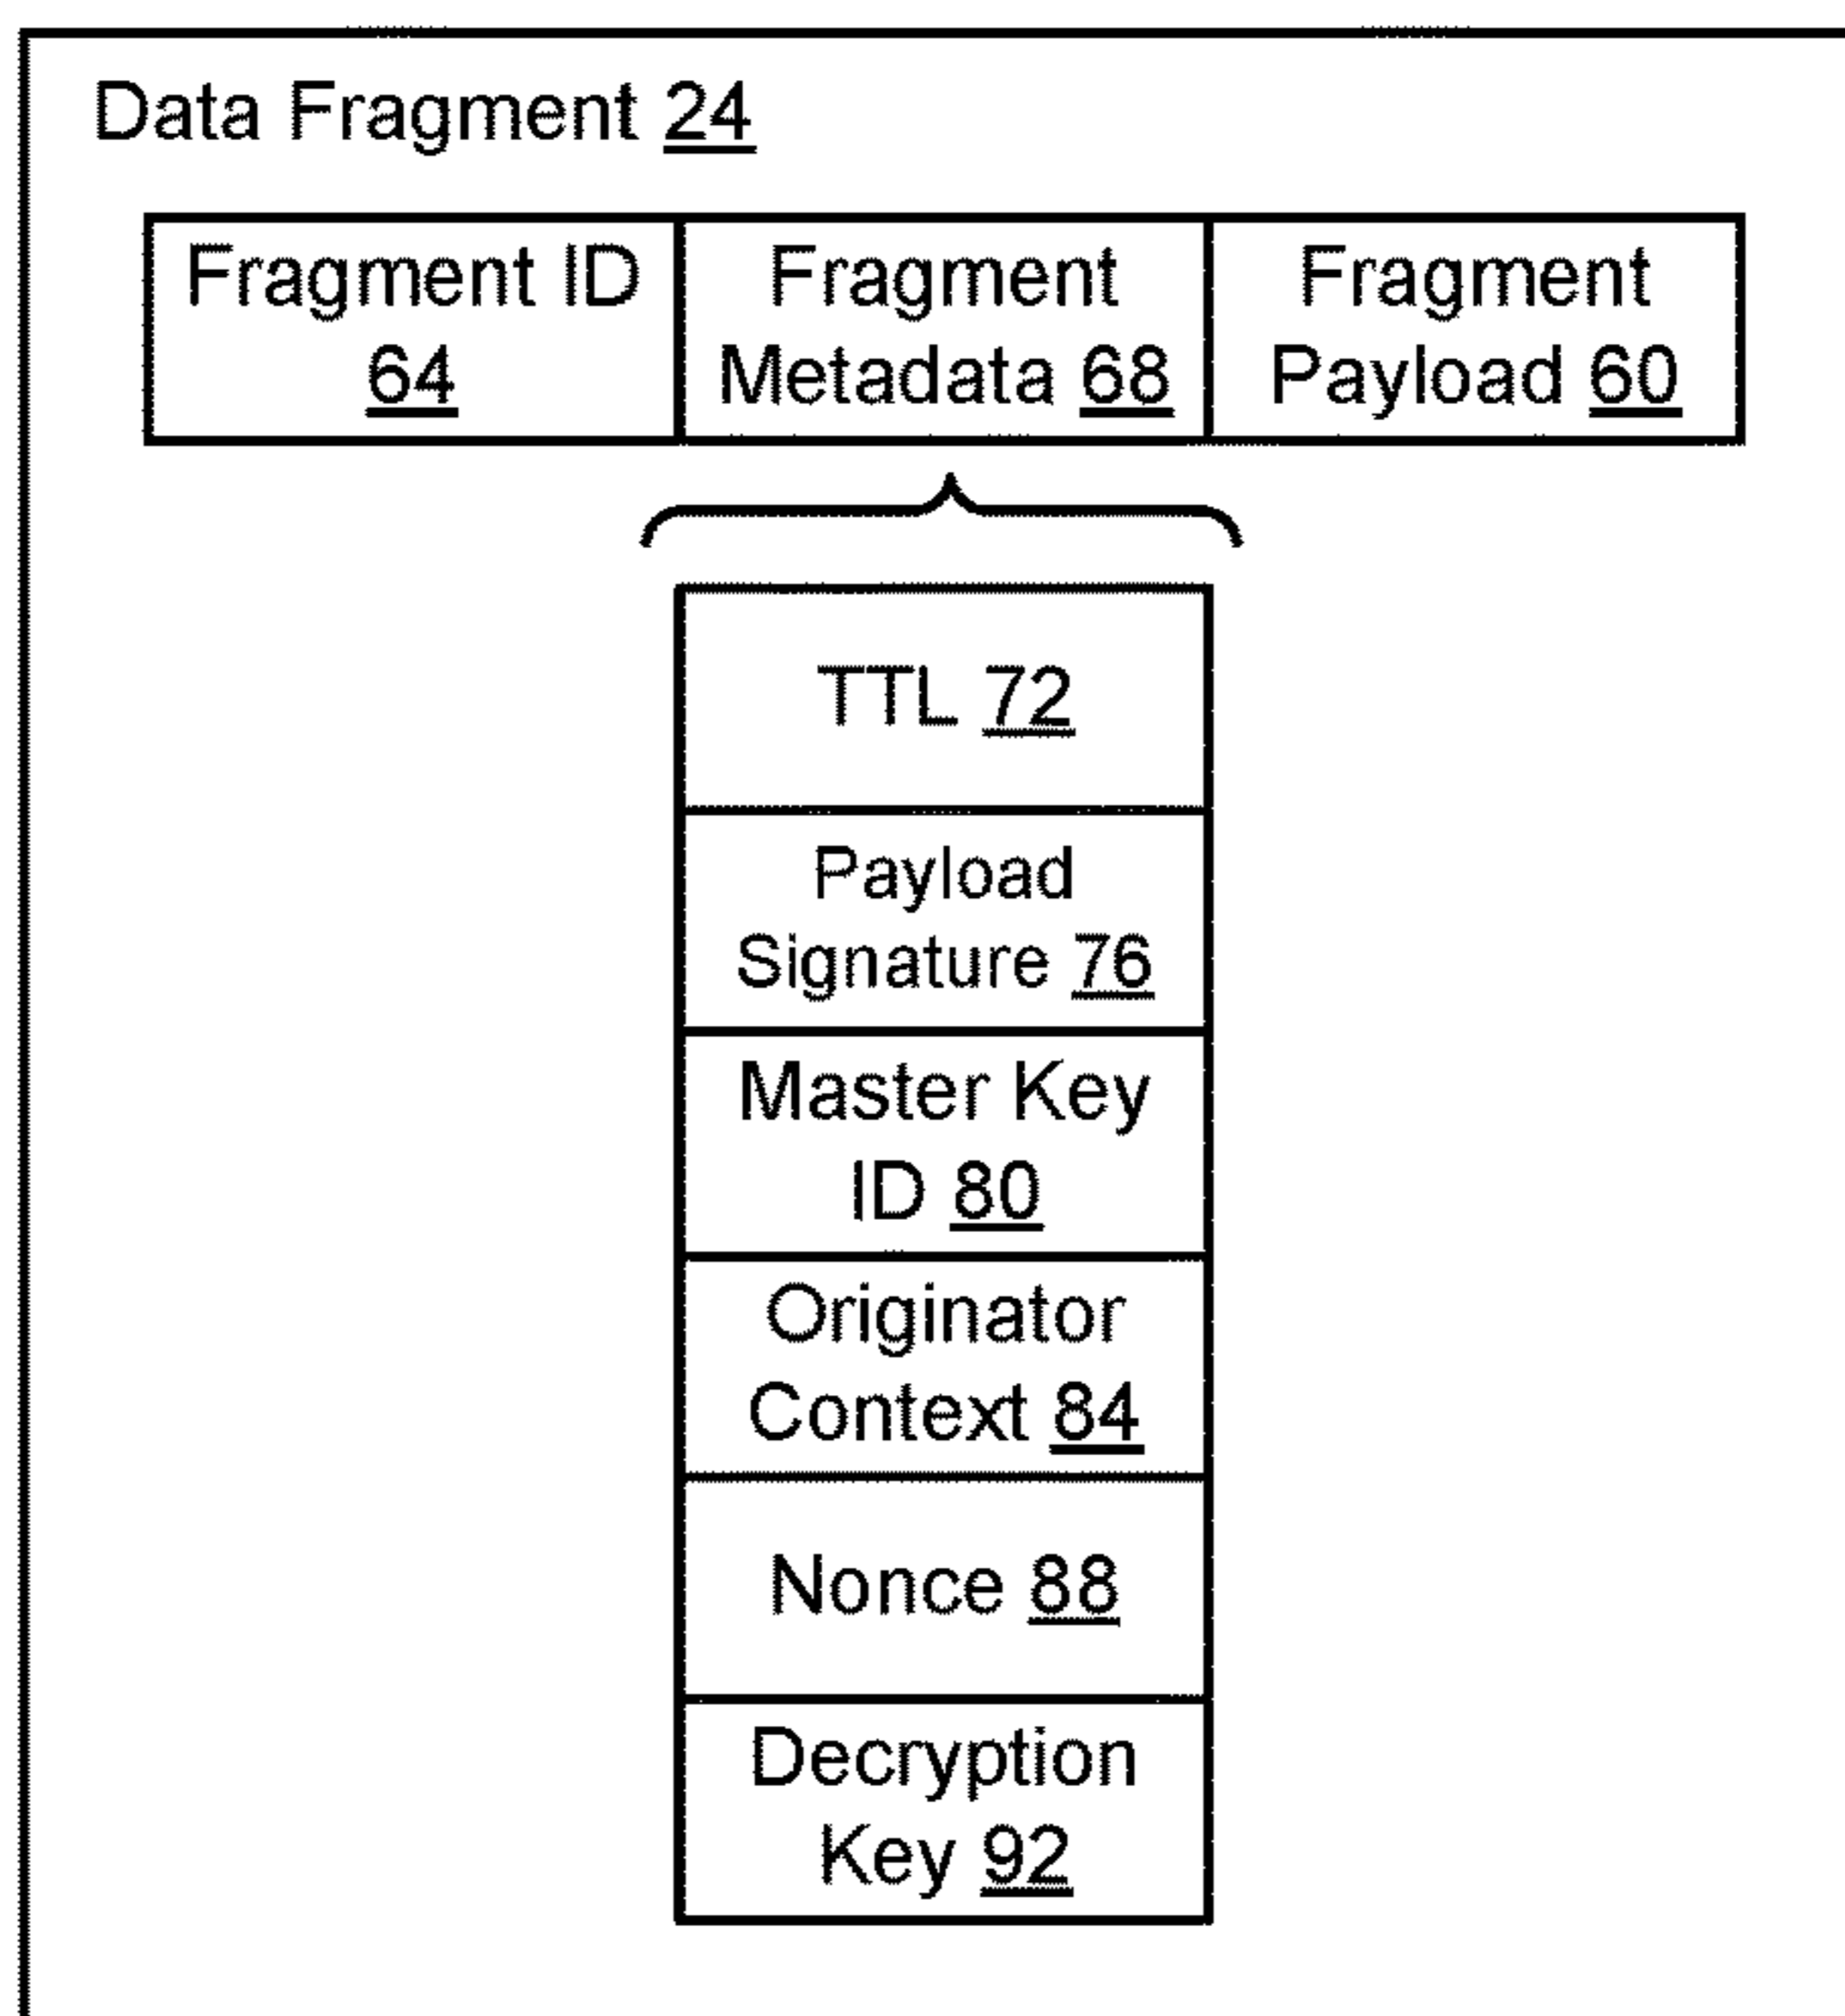 Data Fragment 24
Fragment ID
64
Fragment
Metadata 68
Fragment
Payload 60
TTL 72
Payload
Signature 76
Master Key
ID 80
Originator
Context 84
Nonce 88
Decryption
Key 92